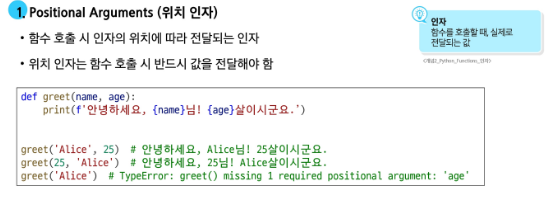 1. Positional Arguments (위치 인자)
• 함수 호출 시 인자의 위치에 따라 전달되는 인자
• 위치 인자는 함수 호출 시 반드시 값을 전달해야 함
인자
함수를 호출할 때, 실제로
전달되는 값
def greet(name, age):
    print(f'안녕하세요, {name}님! {age}살이시군요.')
greet('Alice', 25)  # 안녕하세요, Alice님! 25살이시군요.
greet(25, 'Alice')  # 안녕하세요, 25님! Alice살이시군요.
greet('Alice')  # TypeError: greet() missing 1 required positional argument: 'age'